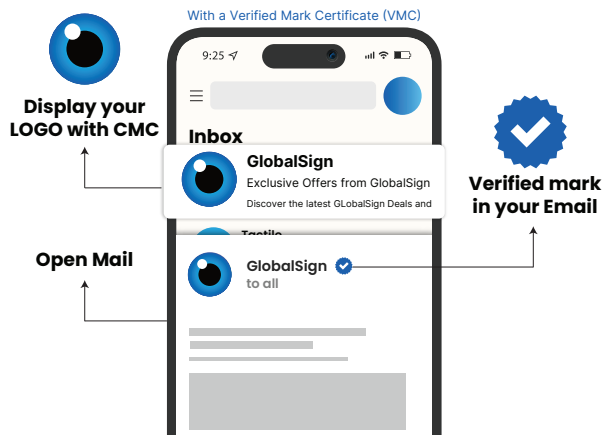 With a Verified Mark Certificate (VMC)
9:25
Display your
LOGO with CMC
Inbox
GlobalSign
Exclusive Offers from GlobalSign
Discover the latest GLobalSign Deals and
Verified mark
in your Email
Tactile
Open Mail
GlobalSign
to all